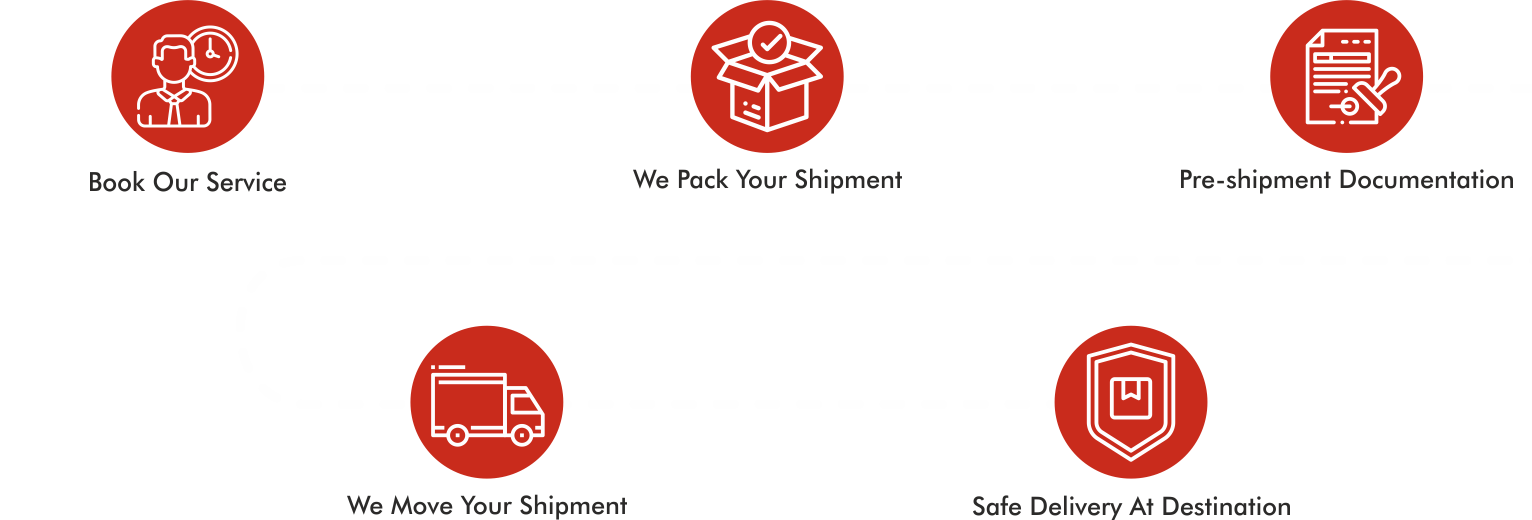 Book Our Service
We Pack Your Shipment
Pre-shipment Documentation
We Move Your Shipment
Safe Delivery At Destination